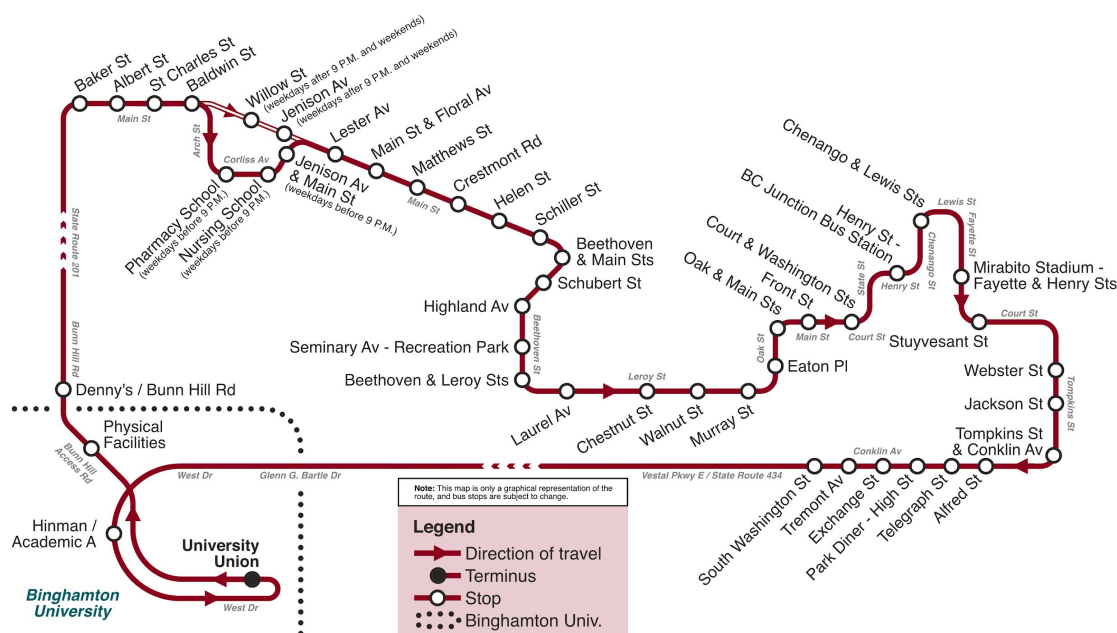 Baker St
Albert St
St Charles St
Baldwin St
Willow St
(weekdays after 9 P.M. and weekends)
Jenison Av
(weekdays after 9 P.M. and weekends)
Main St
Arch St
Corliss Av
Pharmacy School
(weekdays before 9 P.M.)
Nursing School
(weekdays before 9 P.M.)
Jenison Av
& Main St
(weekdays before 9 P.M.)
Lester Av
Main St & Floral Av
Matthews St
Main St
Crestmont Rd
Helen St
Schiller St
Beethoven
& Main Sts
Schubert St
Highland Av
Seminary Av - Recreation Park
Beethoven St
Beethoven & Leroy Sts
Laurel Av
Leroy St
Chestnut St
Walnut St
Murray St
Eaton Pl
Oak St
Oak & Main Sts
Front St
Main St
Court & Washington Sts
Court St
State St
Henry St -
BC Junction Bus Station
Henry St
Chenango St
Chenango & Lewis Sts
Lewis St
Fayette St
Mirabito Stadium -
Fayette & Henry Sts
Stuyvesant St
Court St
Webster St
Jackson St
Tompkins St
Tompkins St
& Conklin Av
Alfred St
Telegraph St
Park Diner - High St
Exchange St
Tremont Av
South Washington St
Conklin Av
Vestal Pkwy E / State Route 434
Glenn G. Bartle Dr
West Dr
State Route 201
Bunn Hill Rd
Denny's / Bunn Hill Rd
Physical
Facilities
Bunn Hill
Access Rd
Hinman /
Academic A
University
Union
West Dr
Binghamton
University
Note: This map is only a graphical representation of the
route, and bus stops are subject to change.
Legend
Direction of travel
Terminus
Stop
Binghamton Univ.